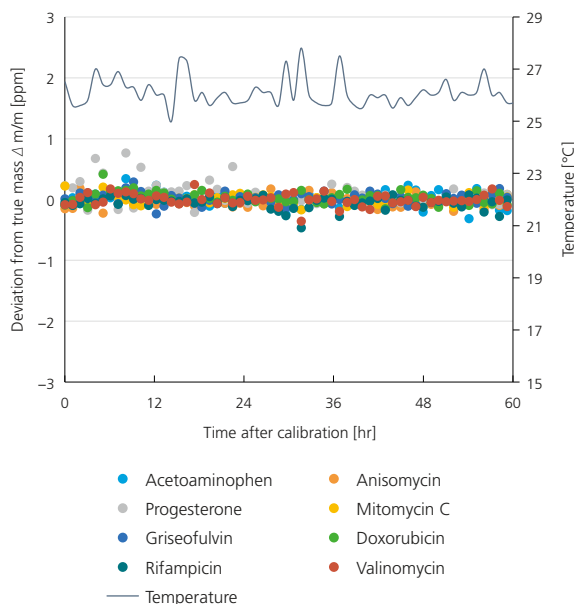 Deviation from true mass Δ m/m [ppm]
3
2
1
0
−1
−2
−3
29
27
25
23
21
19
17
15
Temperature [°C]
0 12 24 36 48 60
Time after calibration [hr]
Acetoaminophen Anisomycin
Progesterone Mitomycin C
Griseofulvin Doxorubicin
Rifampicin Valinomycin
Temperature